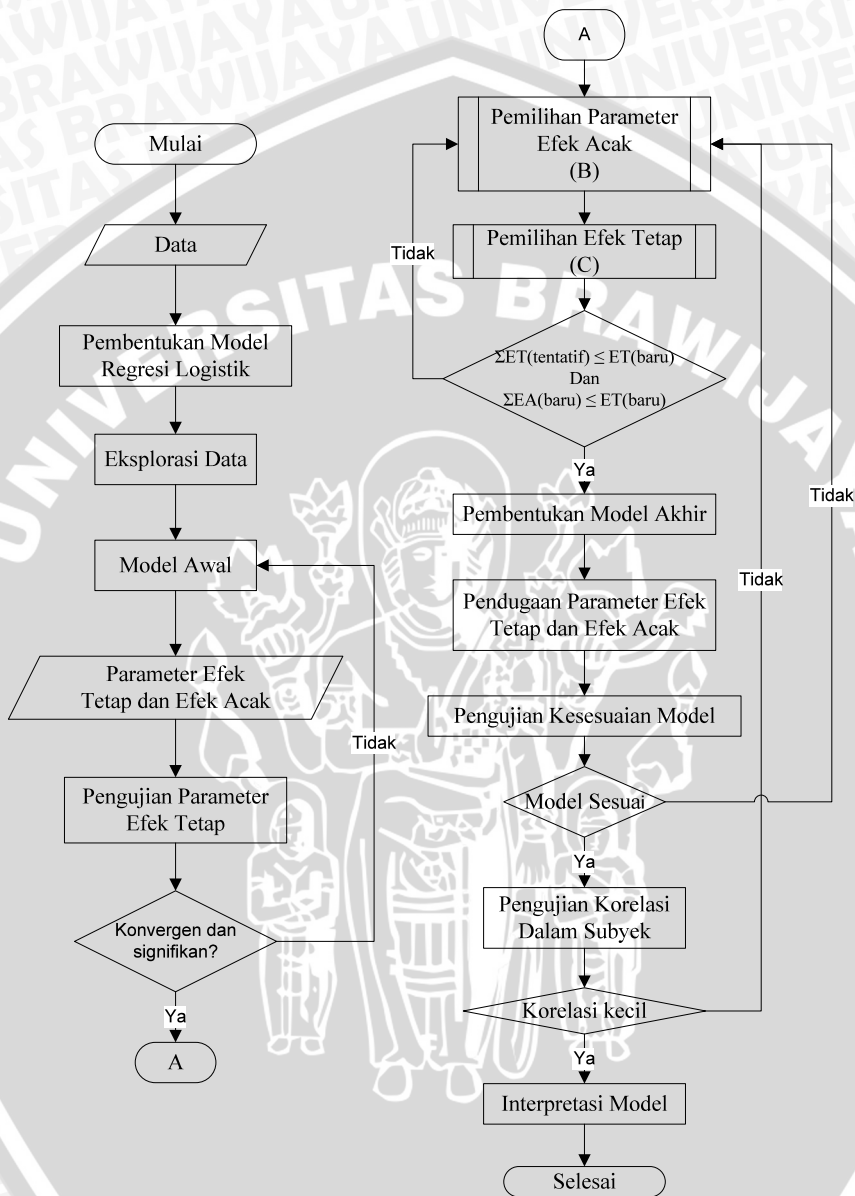 Mulai
Data
Pembentukan Model
Regresi Logistik
Eksplorasi Data
Model Awal
Parameter Efek
Tetap dan Efek Acak
Tidak
Pengujian Parameter
Efek Tetap
Konvergen dan
signifikan?
Ya
A
A
Pemilihan Parameter
Efek Acak
(B)
Pemilihan Efek Tetap
(C)
Tidak
ΣET(tentatif) ≤ ET(baru)
Dan
ΣEA(baru) ≤ ET(baru)
Ya
Pembentukan Model Akhir
Tidak
Pendugaan Parameter Efek
Tetap dan Efek Acak
Tidak
Pengujian Kesesuaian Model
Model Sesuai
Ya
Pengujian Korelasi
Dalam Subyek
Korelasi kecil
Ya
Interpretasi Model
Selesai
UNIVERSITAS BRAWIJAYA